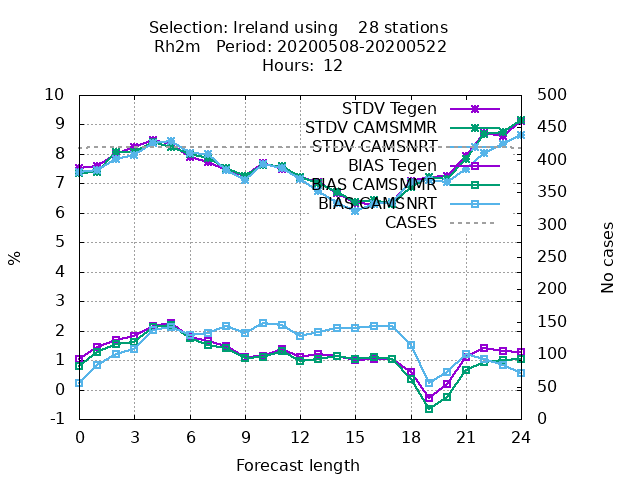 Selection: Ireland using 28 stations
Rh2m Period: 20200508-20200522
Hours: 12
10 500
9 450
8 400
7 350
6 300
5 250
4 200
3 150
2 100
1 50
0 0
-1
% No cases
STDV Tegen
STDV CAMSMMR
STDV CAMSNRT
BIAS Tegen
BIAS CAMSMMR
BIAS CAMSNRT
CASES
0 3 6 9 12 15 18 21 24
Forecast length